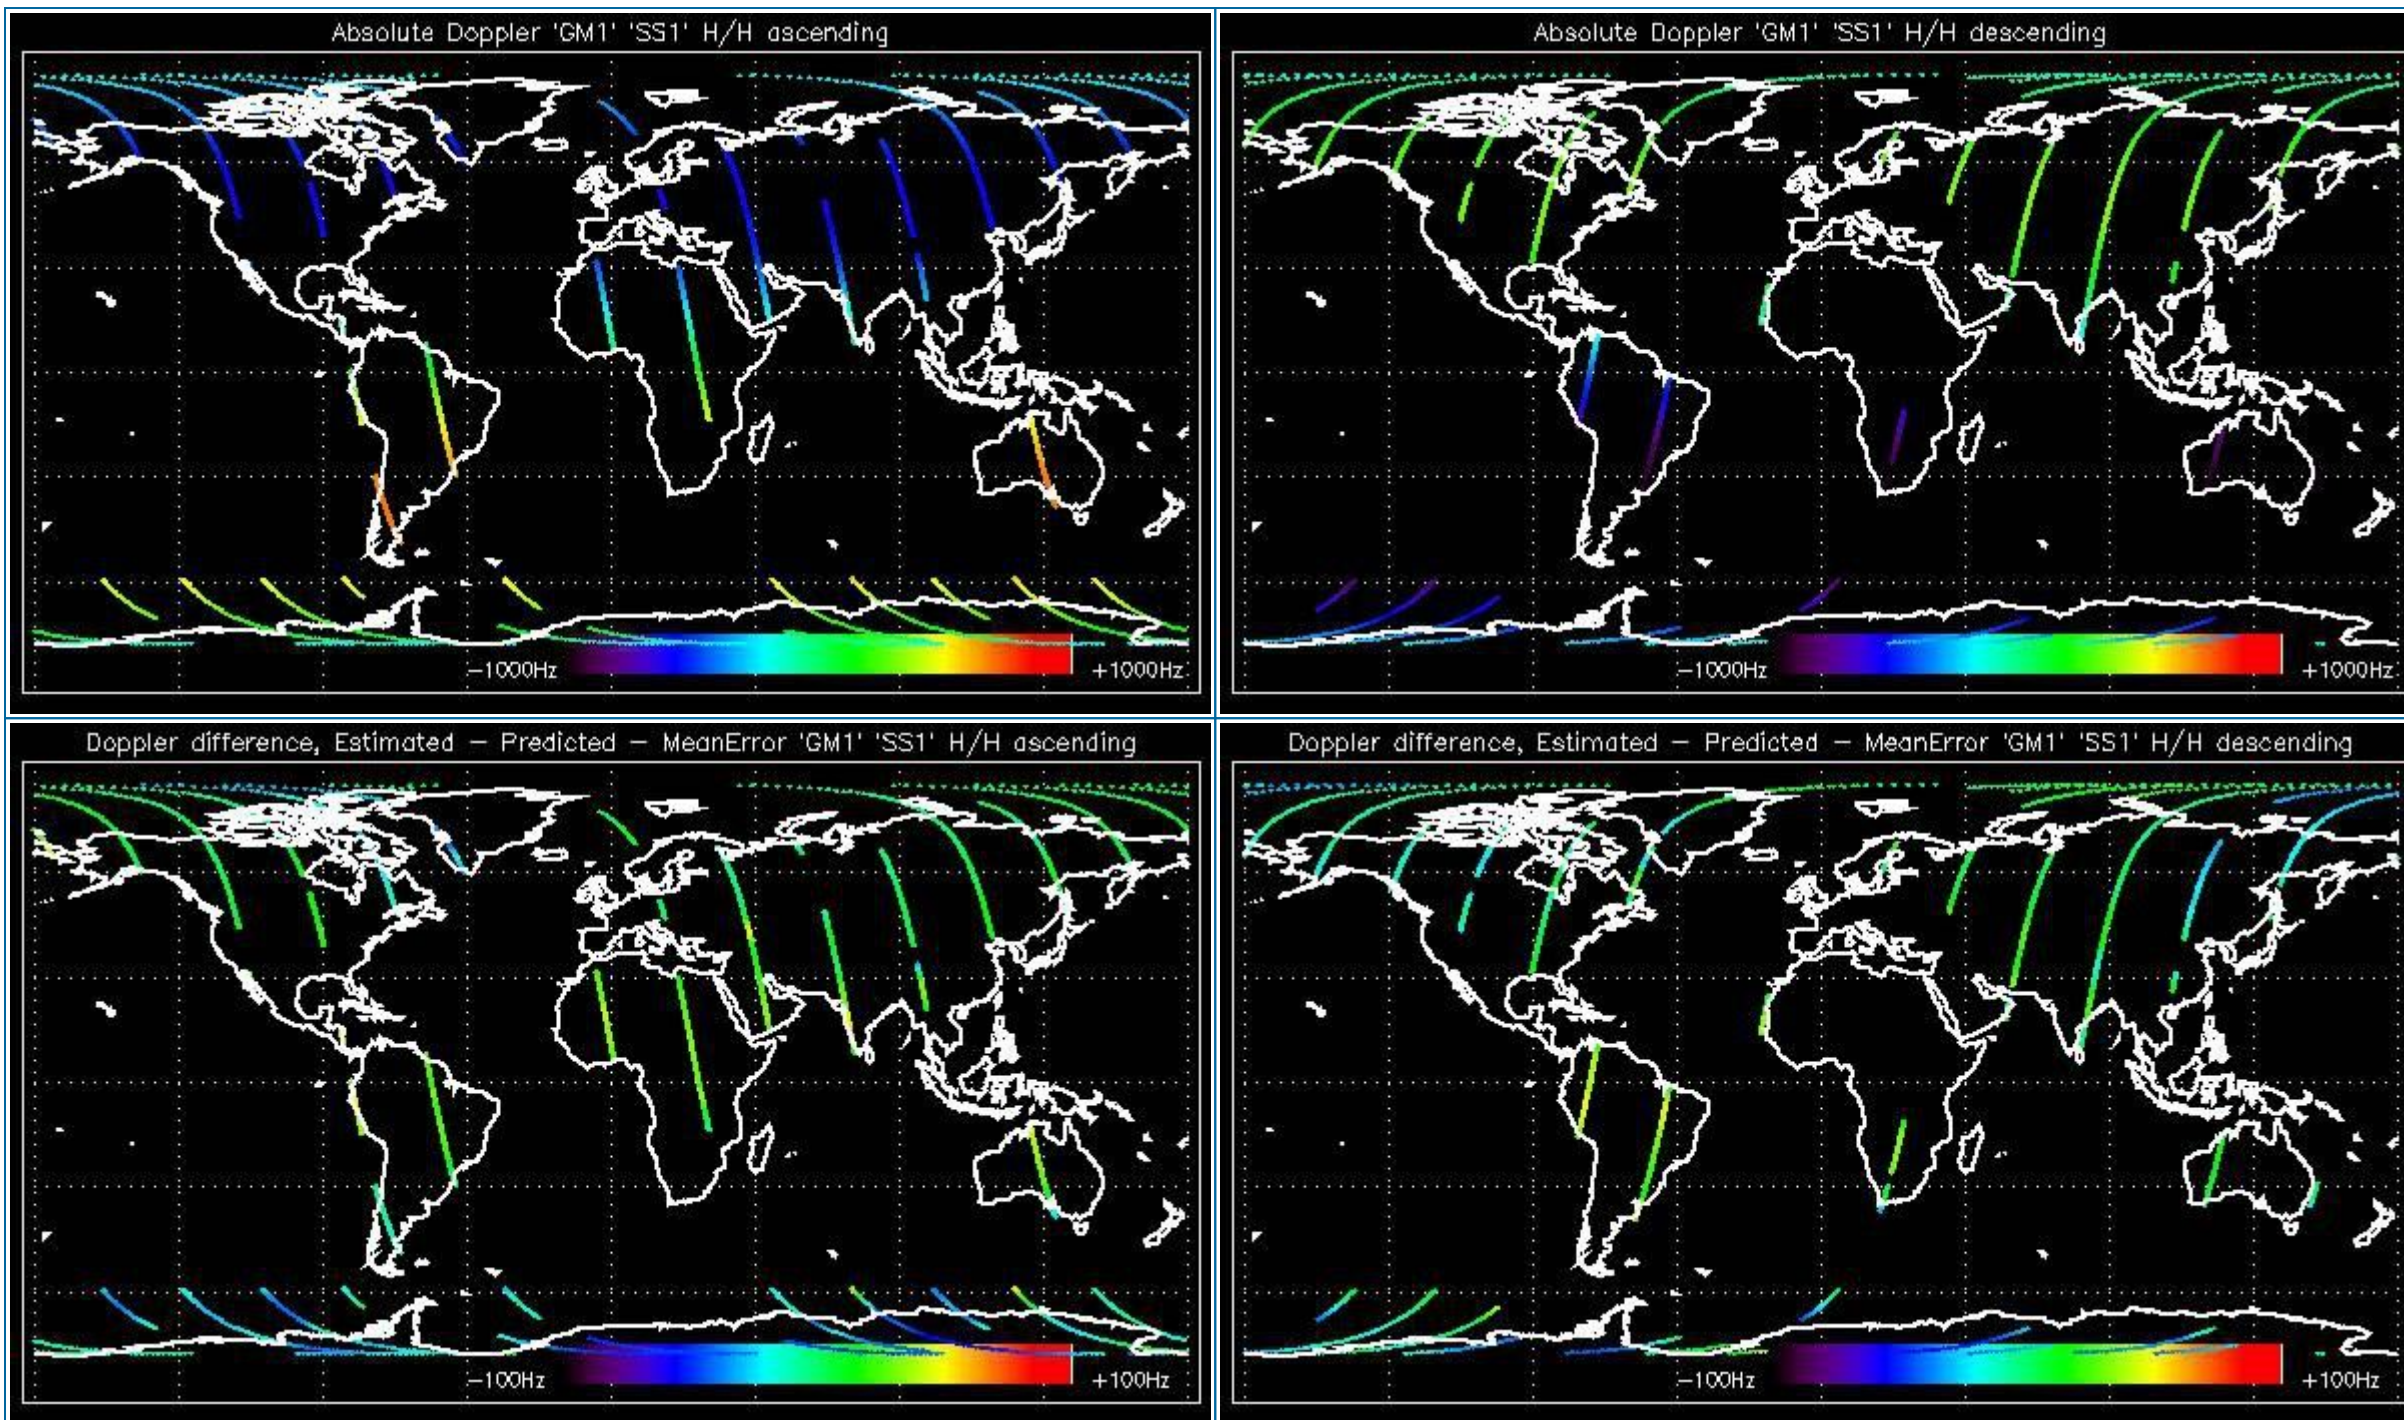 Absolute Doppler 'GM1' 'SS1' H/H ascending
−1000Hz
+1000Hz
Absolute Doppler 'GM1' 'SS1' H/H descending
−1000Hz
+1000Hz
Doppler difference, Estimated − Predicted − MeanError 'GM1' 'SS1' H/H ascending
−100Hz
+100Hz
Doppler difference, Estimated − Predicted − MeanError 'GM1' 'SS1' H/H descending
−100Hz
+100Hz